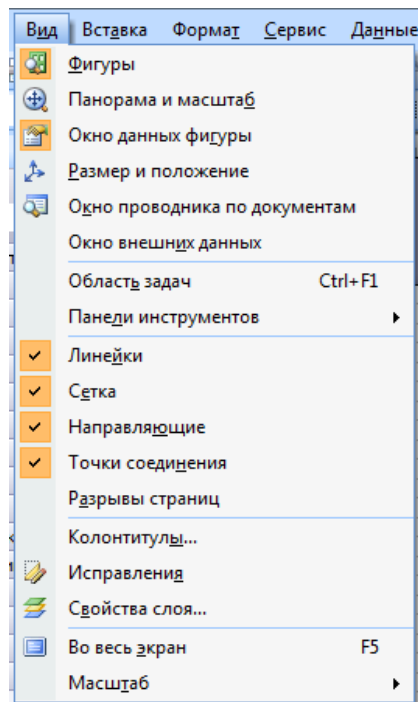 Вид Вставка Формат Сервис Данные
Фигуры
Панорама и масштаб
Окно данных фигуры
Размер и положение
Окно проводника по документам
Окно внешних данных
Область задач Ctrl+F1
Панели инструментов
Линейки
Сетка
Направляющие
Точки соединения
Разрывы страниц
Колонтитулы...
Исправления
Свойства слоя...
Во весь экран F5
Масштаб